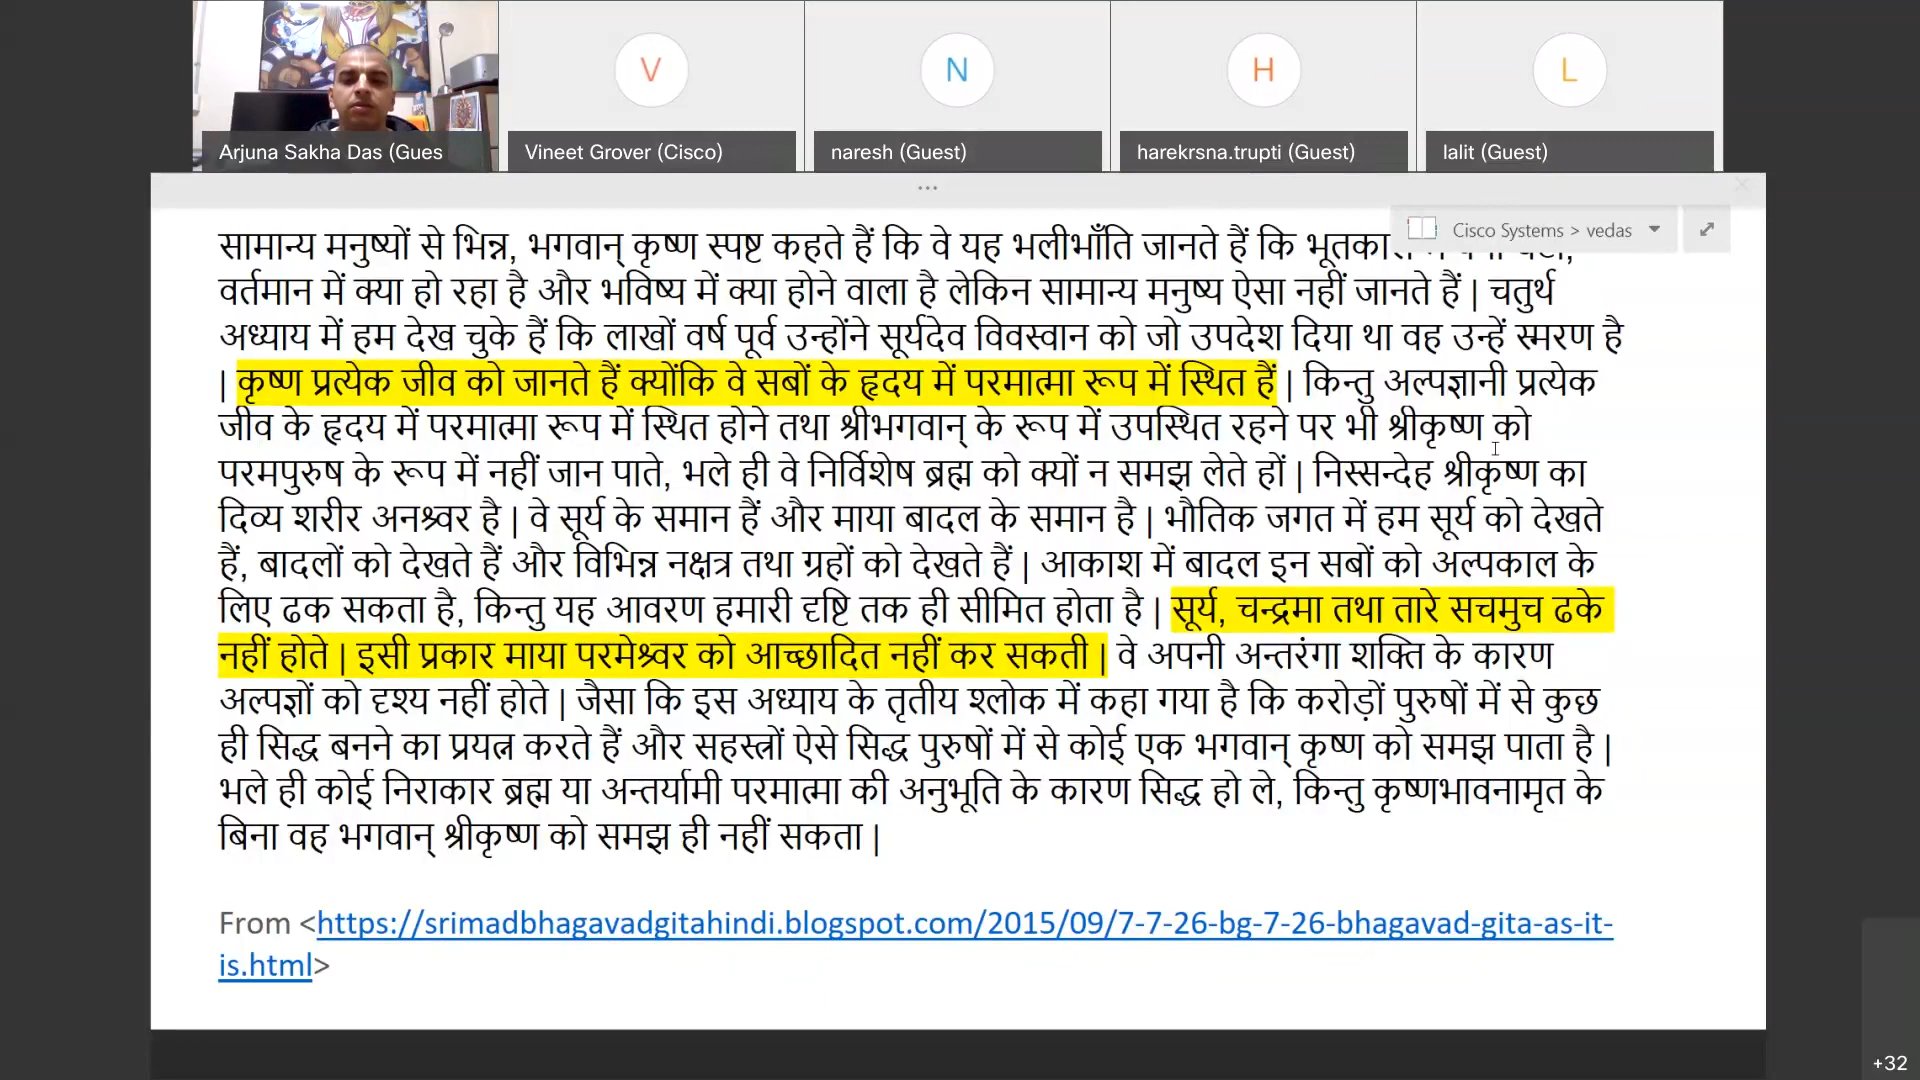 V
N
H
L
Arjuna Sakha Das (Gues
Vineet Grover (Cisco)
naresh (Guest)
harekrsna.trupti (Guest)
lalit (Guest)
Cisco Systems > vedas
सामान्य मनुष्यों से भिन्न, भगवान् कृष्ण स्पष्ट कहते हैं कि वे यह भलीभाँति जानते हैं कि
वर्तमान में क्या हो रहा है और भविष्य में क्या होने वाला है लेकिन सामान्य मनुष्य ऐसा नहीं जानते हैं | चतुर्थ
अध्याय में हम देख चुके हैं कि लाखों वर्ष पूर्व उन्होंने सूर्यदेव विवस्वान को जो उपदेश दिया था वह उन्हें स्मरण है
| कृष्ण प्रत्येक जीव को जानते हैं क्योंकि वे सबों के हृदय में परमात्मा रूप में स्थित हैं | किन्तु अल्पज्ञानी प्रत्येक
जीव के हृदय में परमात्मा रूप में स्थित होने तथा श्रीभगवान् के रूप में उपस्थित रहने पर भी श्रीकृष्ण को
परमपुरुष के रूप में नहीं जान पाते, भले ही वे निर्विशेष ब्रह्म को क्यों न समझ लेते हों | निस्सन्देह श्रीकृष्ण का
दिव्य शरीर अनश्र्वर है | वे सूर्य के समान हैं और माया बादल के समान है | भौतिक जगत में हम सूर्य को देखते
हैं, बादलों को देखते हैं और विभिन्न नक्षत्र तथा ग्रहों को देखते हैं | आकाश में बादल इन सबों को अल्पकाल के
लिए ढक सकता है, किन्तु यह आवरण हमारी दृष्टि तक ही सीमित होता है | सूर्य, चन्द्रमा तथा तारे सचमुच ढके
नहीं होते | इसी प्रकार माया परमेश्र्वर को आच्छादित नहीं कर सकती | वे अपनी अन्तरंगा शक्ति के कारण
अल्पज्ञों को दृश्य नहीं होते | जैसा कि इस अध्याय के तृतीय श्लोक में कहा गया है कि करोड़ों पुरुषों में से कुछ
ही सिद्ध बनने का प्रयत्न करते हैं और सहस्त्रों ऐसे सिद्ध पुरुषों में से कोई एक भगवान् कृष्ण को समझ पाता है |
भले ही कोई निराकार ब्रह्म या अन्तर्यामी परमात्मा की अनुभूति के कारण सिद्ध हो ले, किन्तु कृष्णभावनामृत के
बिना वह भगवान् श्रीकृष्ण को समझ ही नहीं सकता |
From <https://srimadbhagavadgitahindi.blogspot.com/2015/09/7-7-26-bg-7-26-bhagavad-gita-as-it-
is.html>
+32